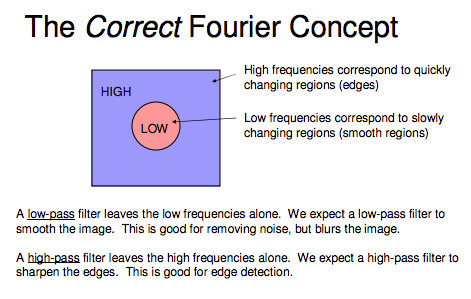 The Correct Fourier Concept
High frequencies correspond to quickly
changing regions (edges)
HIGH
LOW
Low frequencies correspond to slowly
changing regions (smooth regions)
A low-pass filter leaves the low frequencies alone.  We expect a low-pass filter to
smooth the image.  This is good for removing noise, but blurs the image.
A high-pass filter leaves the high frequencies alone.  We expect a high-pass filter to
sharpen the edges.  This is good for edge detection.